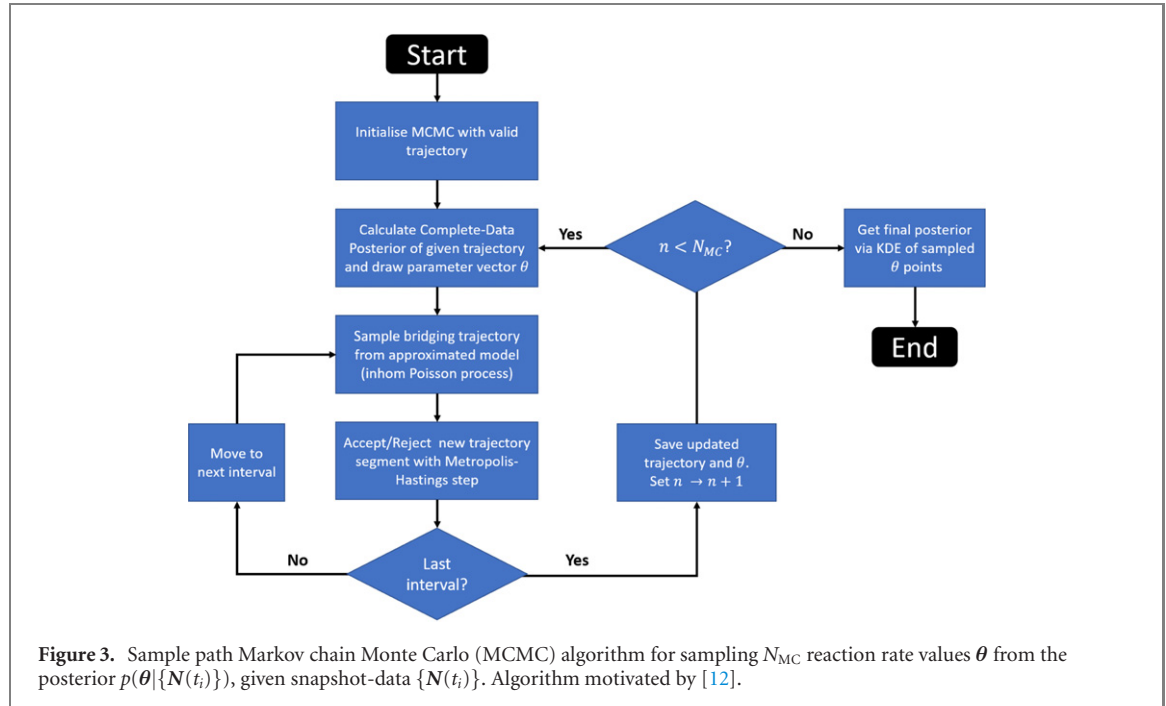 Start
Initialise MCMC with valid
trajectory
Calculate Complete-Data
Posterior of given trajectory
and draw parameter vector θ
Yes
n < N_MC?
No
Get final posterior
via KDE of sampled
θ points
End
Sample bridging trajectory
from approximated model
(inhom Poisson process)
Move to
next interval
Accept/Reject new trajectory
segment with Metropolis-
Hastings step
Save updated
trajectory and θ.
Set n → n + 1
No
Last
interval?
Yes
Figure 3. Sample path Markov chain Monte Carlo (MCMC) algorithm for sampling N_MC reaction rate values θ from the
posterior p(θ|{N(t_i)}), given snapshot-data {N(t_i)}. Algorithm motivated by [12].